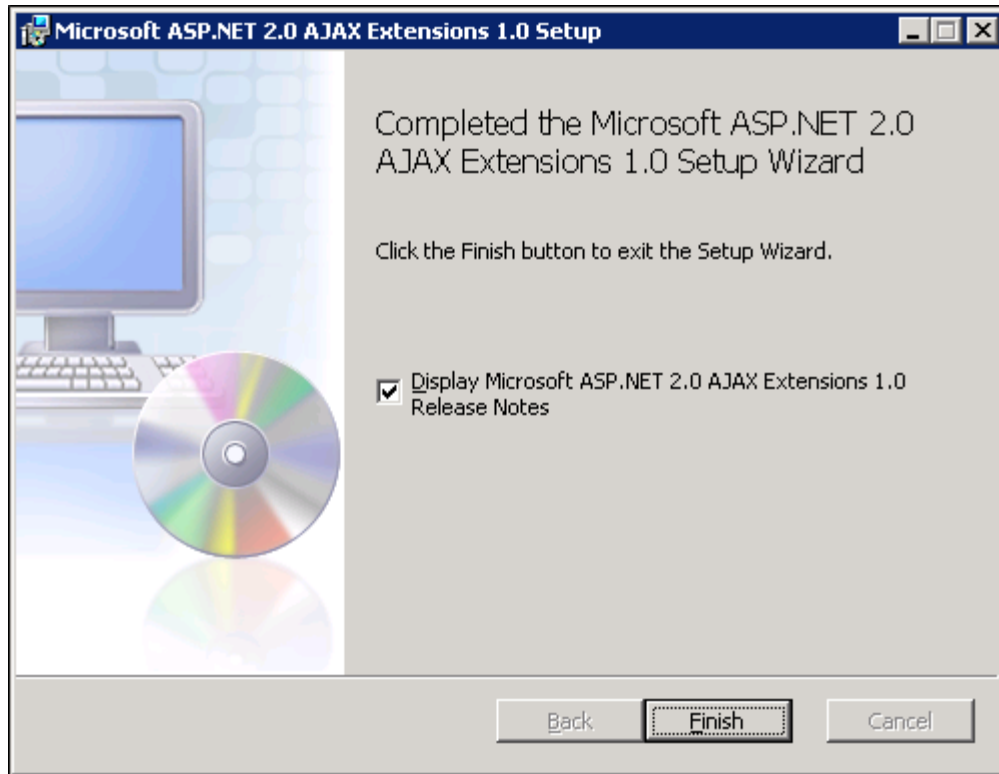 Microsoft ASP.NET 2.0 AJAX Extensions 1.0 Setup
Completed the Microsoft ASP.NET 2.0
AJAX Extensions 1.0 Setup Wizard
Click the Finish button to exit the Setup Wizard.
Display Microsoft ASP.NET 2.0 AJAX Extensions 1.0
Release Notes
Back Finish Cancel